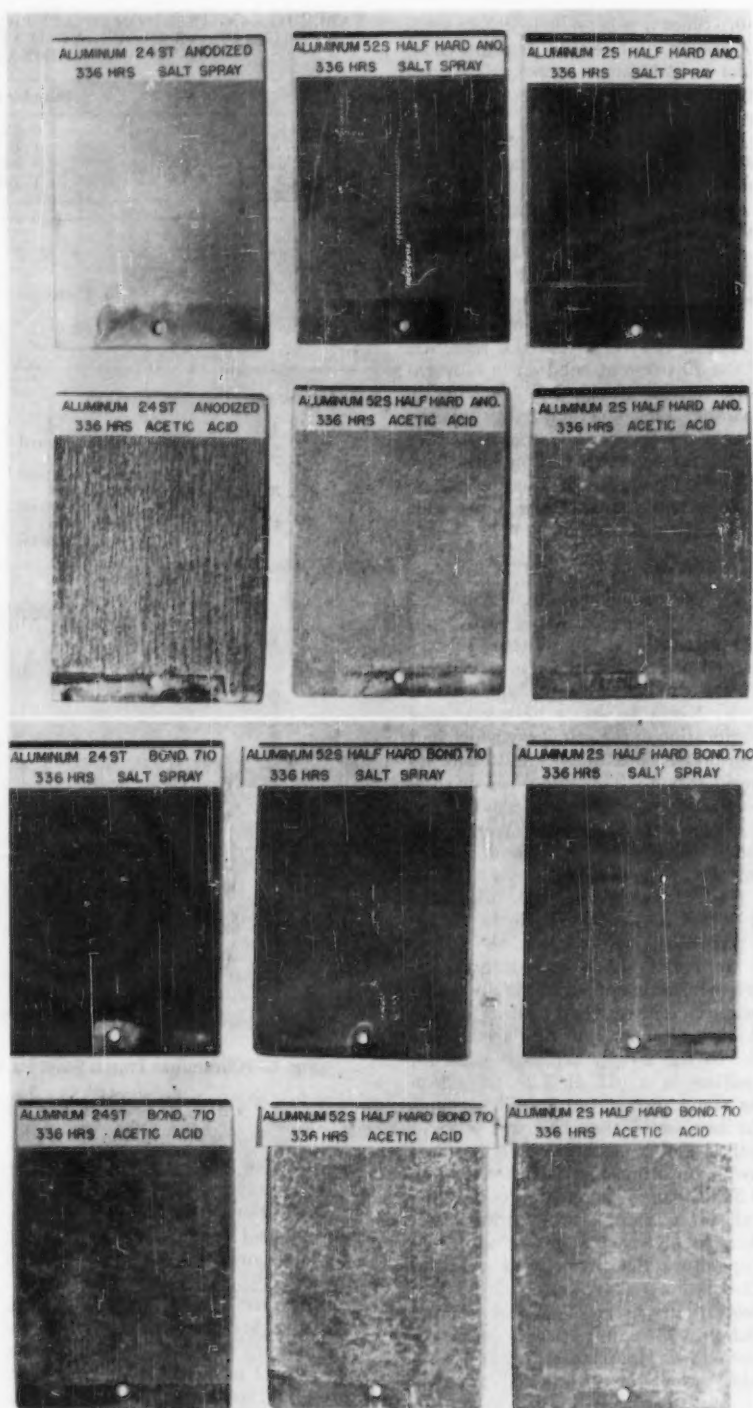 ALUMINUM 24 ST ANODIZED
336 HRS SALT SPRAY
ALUMINUM 52S HALF HARD ANO.
336 HRS SALT SPRAY
ALUMINUM 2S HALF HARD ANO.
336 HRS SALT SPRAY
ALUMINUM 24 ST ANODIZED
336 HRS ACETIC ACID
ALUMINUM 52S HALF HARD ANO.
336 HRS ACETIC ACID
ALUMINUM 2S HALF HARD ANO.
336 HRS ACETIC ACID
ALUMINUM 24 ST BOND. 710
336 HRS SALT SPRAY
ALUMINUM 52S HALF HARD BOND. 710
336 HRS SALT SPRAY
ALUMINUM 2S HALF HARD BOND. 710
336 HRS SALT SPRAY
ALUMINUM 24 ST BOND. 710
336 HRS ACETIC ACID
ALUMINUM 52S HALF HARD BOND. 710
336 HRS ACETIC ACID
ALUMINUM 2S HALF HARD BOND. 710
336 HRS ACETIC ACID